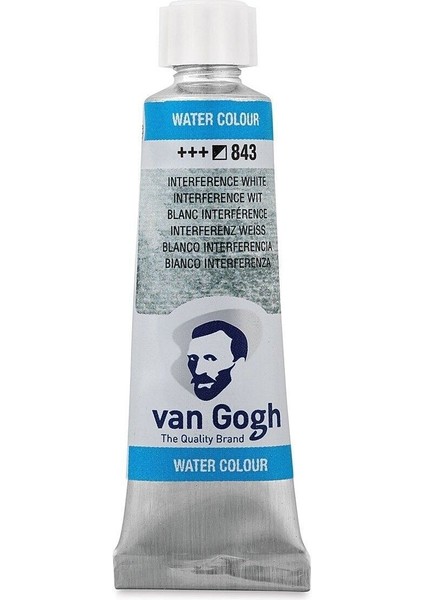 WATER COLOUR
+++ 843
INTERFERENCE WHITE
INTERFERENCE WIT
BLANC INTERFÉRENCE
INTERFERENZ WEISS
BLANCO INTERFERENCIA
BIANCO INTERFERENZA
van Gogh
The Quality Brand
WATER COLOUR